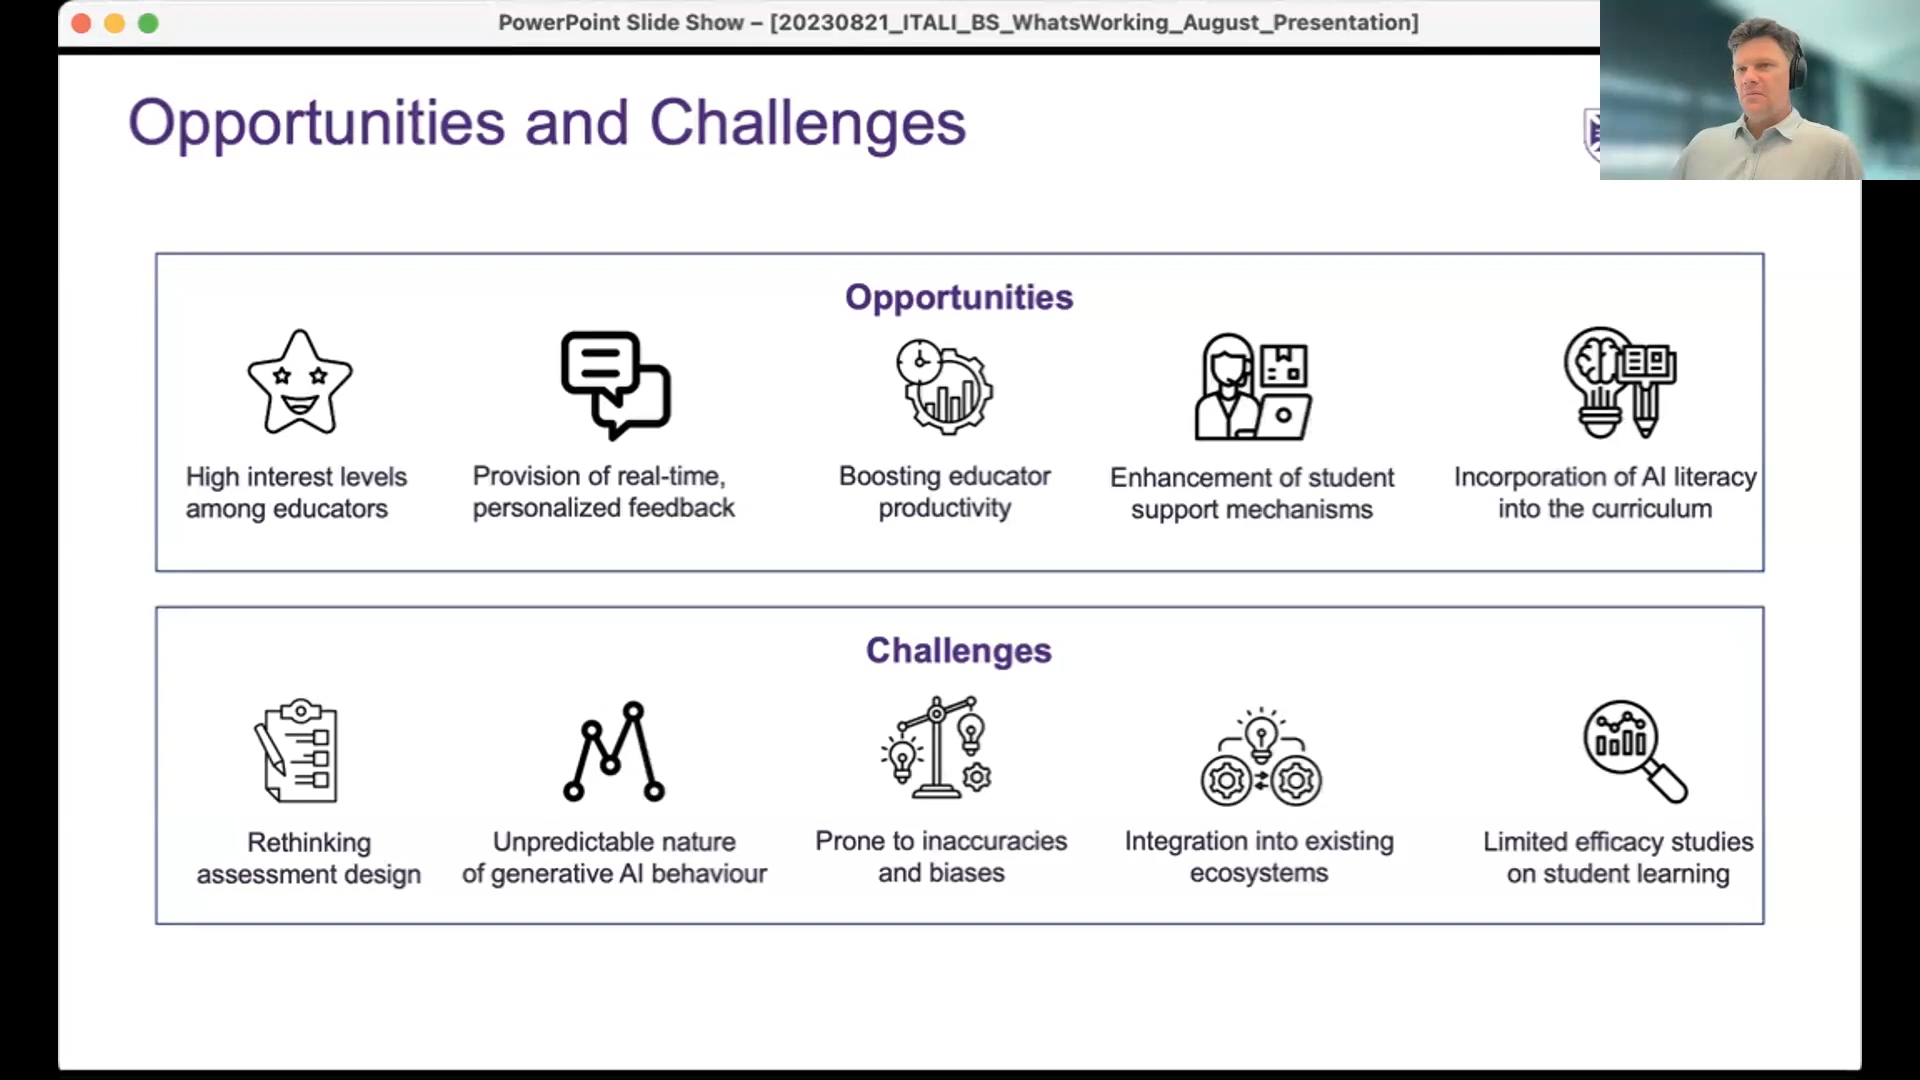 PowerPoint Slide Show – [20230821_ITALI_BS_WhatsWorking_August_Presentation]
Opportunities and Challenges
Opportunities
High interest levels
among educators
Provision of real-time,
personalized feedback
Boosting educator
productivity
Enhancement of student
support mechanisms
Incorporation of AI literacy
into the curriculum
Challenges
Rethinking
assessment design
Unpredictable nature
of generative AI behaviour
Prone to inaccuracies
and biases
Integration into existing
ecosystems
Limited efficacy studies
on student learning